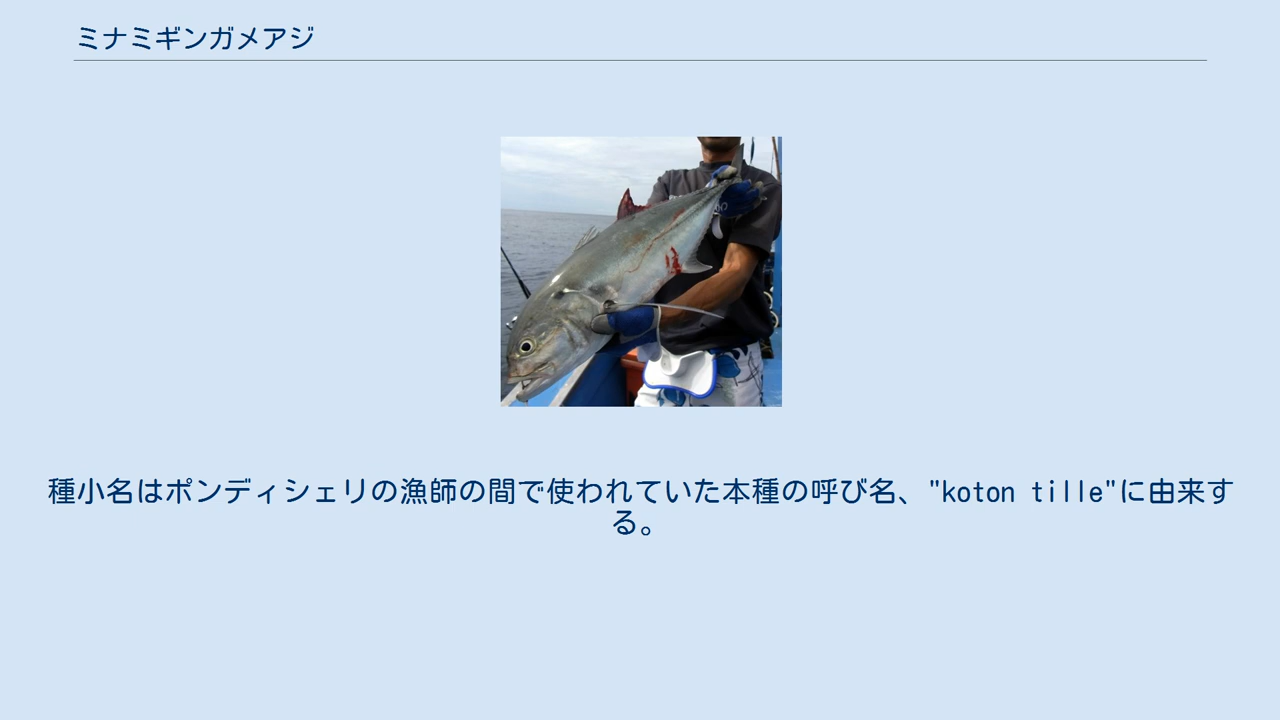 ミナミギンガメアジ
種小名はポンディシェリの漁師の間で使われていた本種の呼び名、"koton tille"に由来す
る。